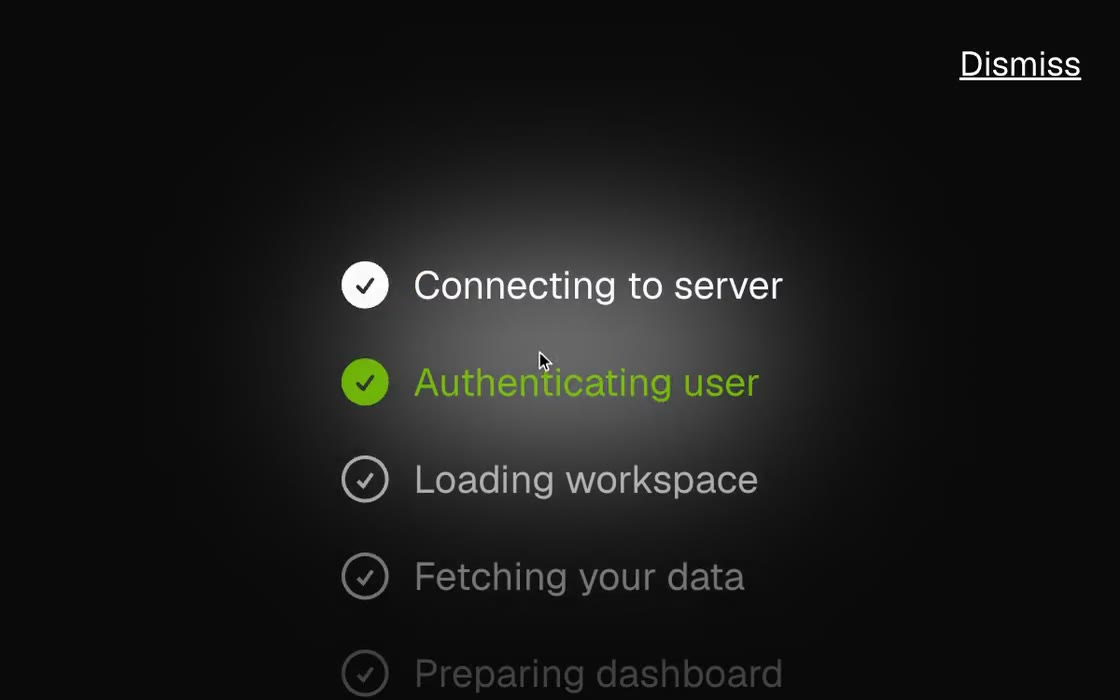 Dismiss
Connecting to server
Authenticating user
Loading workspace
Fetching your data
Preparing dashboard